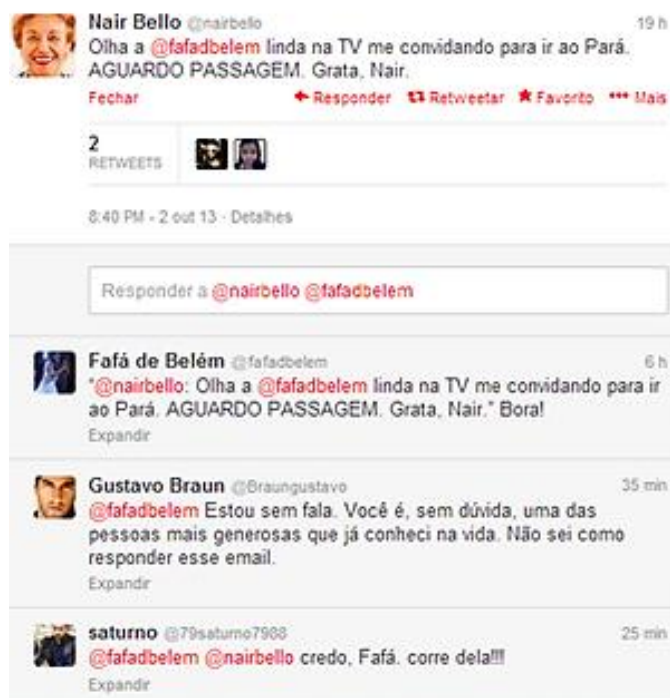 Nair Bello @nairbello 19 h
Olha a @fafadbelem linda na TV me convidando para ir ao Pará.
AGUARDO PASSAGEM. Grata, Nair.
Fechar Responder Retweetar Favorito Mais
2
RETWEETS
8:40 PM - 2 out 13 · Detalhes
Responder a @nairbello @fafadbelem
Fafá de Belém @fafadbelem 6 h
"@nairbello: Olha a @fafadbelem linda na TV me convidando para ir
ao Pará. AGUARDO PASSAGEM. Grata, Nair." Bora!
Expandir
Gustavo Braun @Braungustavo 35 min
@fafadbelem Estou sem fala. Você é, sem dúvida, uma das
pessoas mais generosas que já conheci na vida. Não sei como
responder esse email.
Expandir
saturno @79saturno7988 25 min
@fafadbelem @nairbello credo, Fafá. corre dela!!!
Expandir